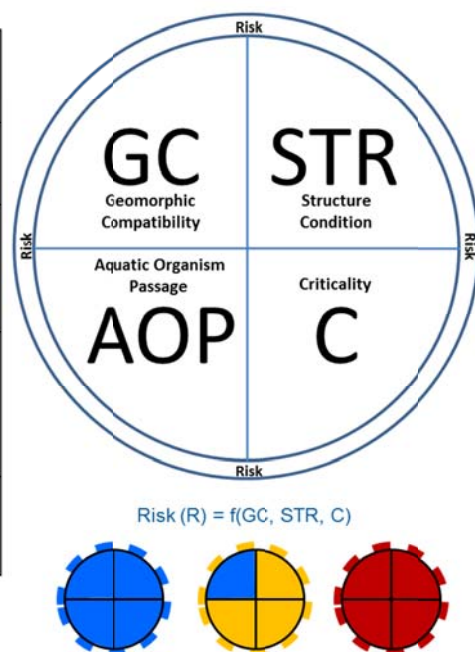 Risk
GC
Geomorphic
Compatibility
STR
Structure
Condition
Risk
Risk
Aquatic Organism
Passage
AOP
Criticality
C
Risk
Risk (R) = f(GC, STR, C)